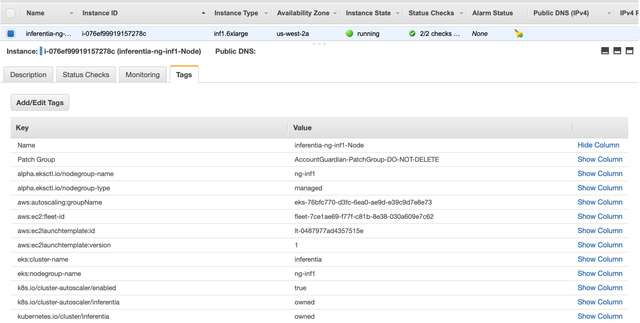 Name Instance ID Instance Type Availability Zone Instance State Status Checks Alarm Status Public DNS (IPv4) IPv4 P
inferentia-ng-... i-076ef99919157278c inf1.6xlarge us-west-2a running 2/2 checks ... None
Instance: i-076ef99919157278c (inferentia-ng-inf1-Node) Public DNS:
Description Status Checks Monitoring Tags
Add/Edit Tags
Key Value
Name inferentia-ng-inf1-Node Hide Column
Patch Group AccountGuardian-PatchGroup-DO-NOT-DELETE Show Column
alpha.eksctl.io/nodegroup-name ng-inf1 Show Column
alpha.eksctl.io/nodegroup-type managed Show Column
aws:autoscaling:groupName eks-76bfc770-d3fc-6ea0-ae9d-e39c9d7e8e73 Show Column
aws:ec2:fleet-id fleet-7ce1ae69-f77f-c81b-8e38-030a609e7c62 Show Column
aws:ec2launchtemplate:id lt-0487977ad4357515e Show Column
aws:ec2launchtemplate:version 1 Show Column
eks:cluster-name inferentia Show Column
eks:nodegroup-name ng-inf1 Show Column
k8s.io/cluster-autoscaler/enabled true Show Column
k8s.io/cluster-autoscaler/inferentia owned Show Column
kubernetes.io/cluster/inferentia owned Show Column